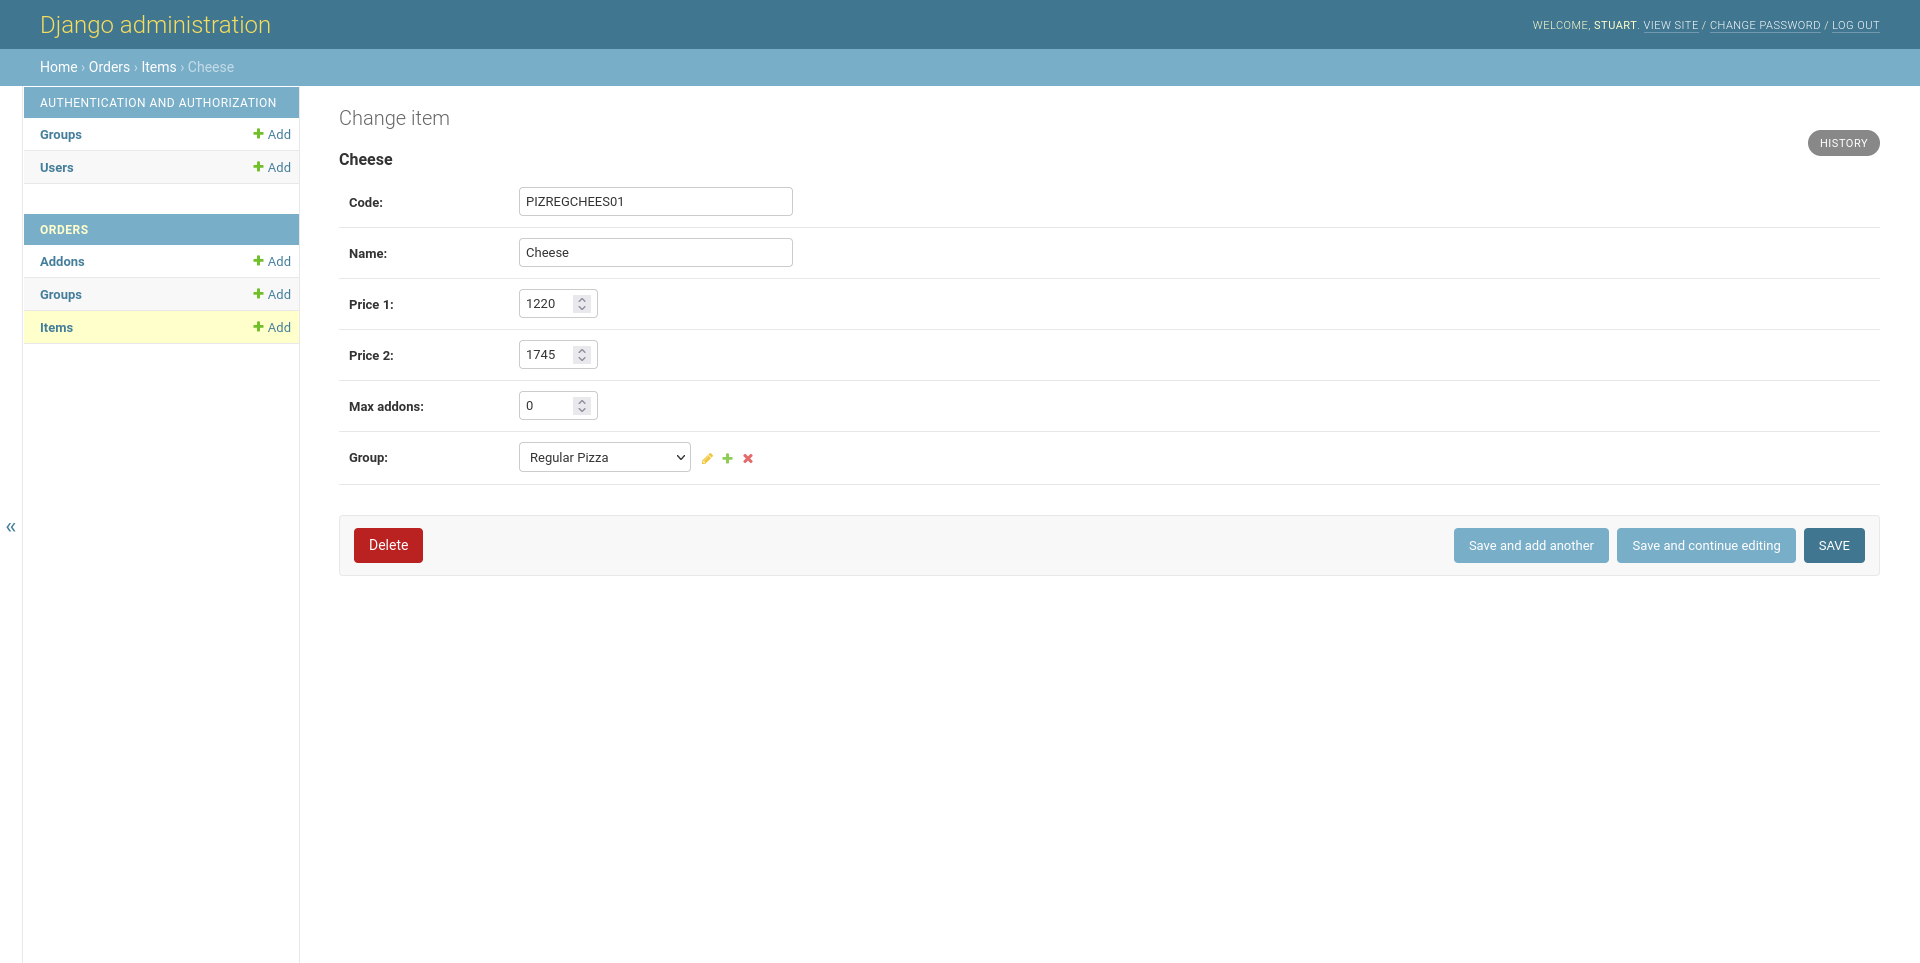 Django administration
WELCOME, STUART. VIEW SITE / CHANGE PASSWORD / LOG OUT
Home › Orders › Items › Cheese
AUTHENTICATION AND AUTHORIZATION
Groups + Add
Users + Add
ORDERS
Addons + Add
Groups + Add
Items + Add
«
Change item
HISTORY
Cheese
Code: PIZREGCHEES01
Name: Cheese
Price 1: 1220
Price 2: 1745
Max addons: 0
Group: Regular Pizza
Delete
Save and add another
Save and continue editing
SAVE